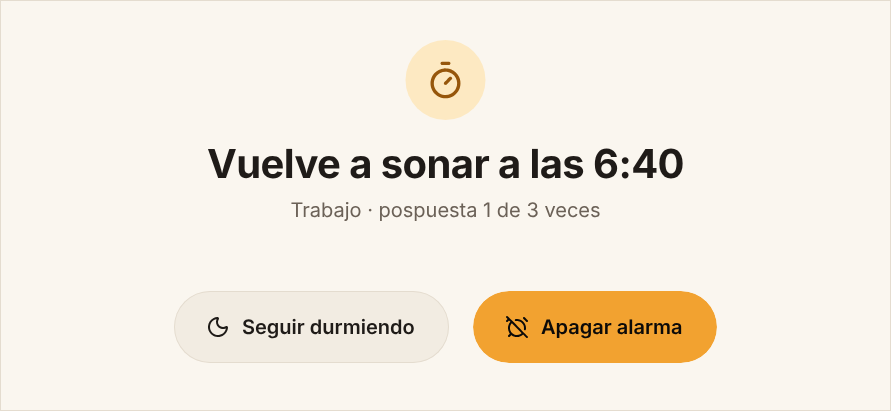 Vuelve a sonar a las 6:40
Trabajo · pospuesta 1 de 3 veces
Seguir durmiendo
Apagar alarma